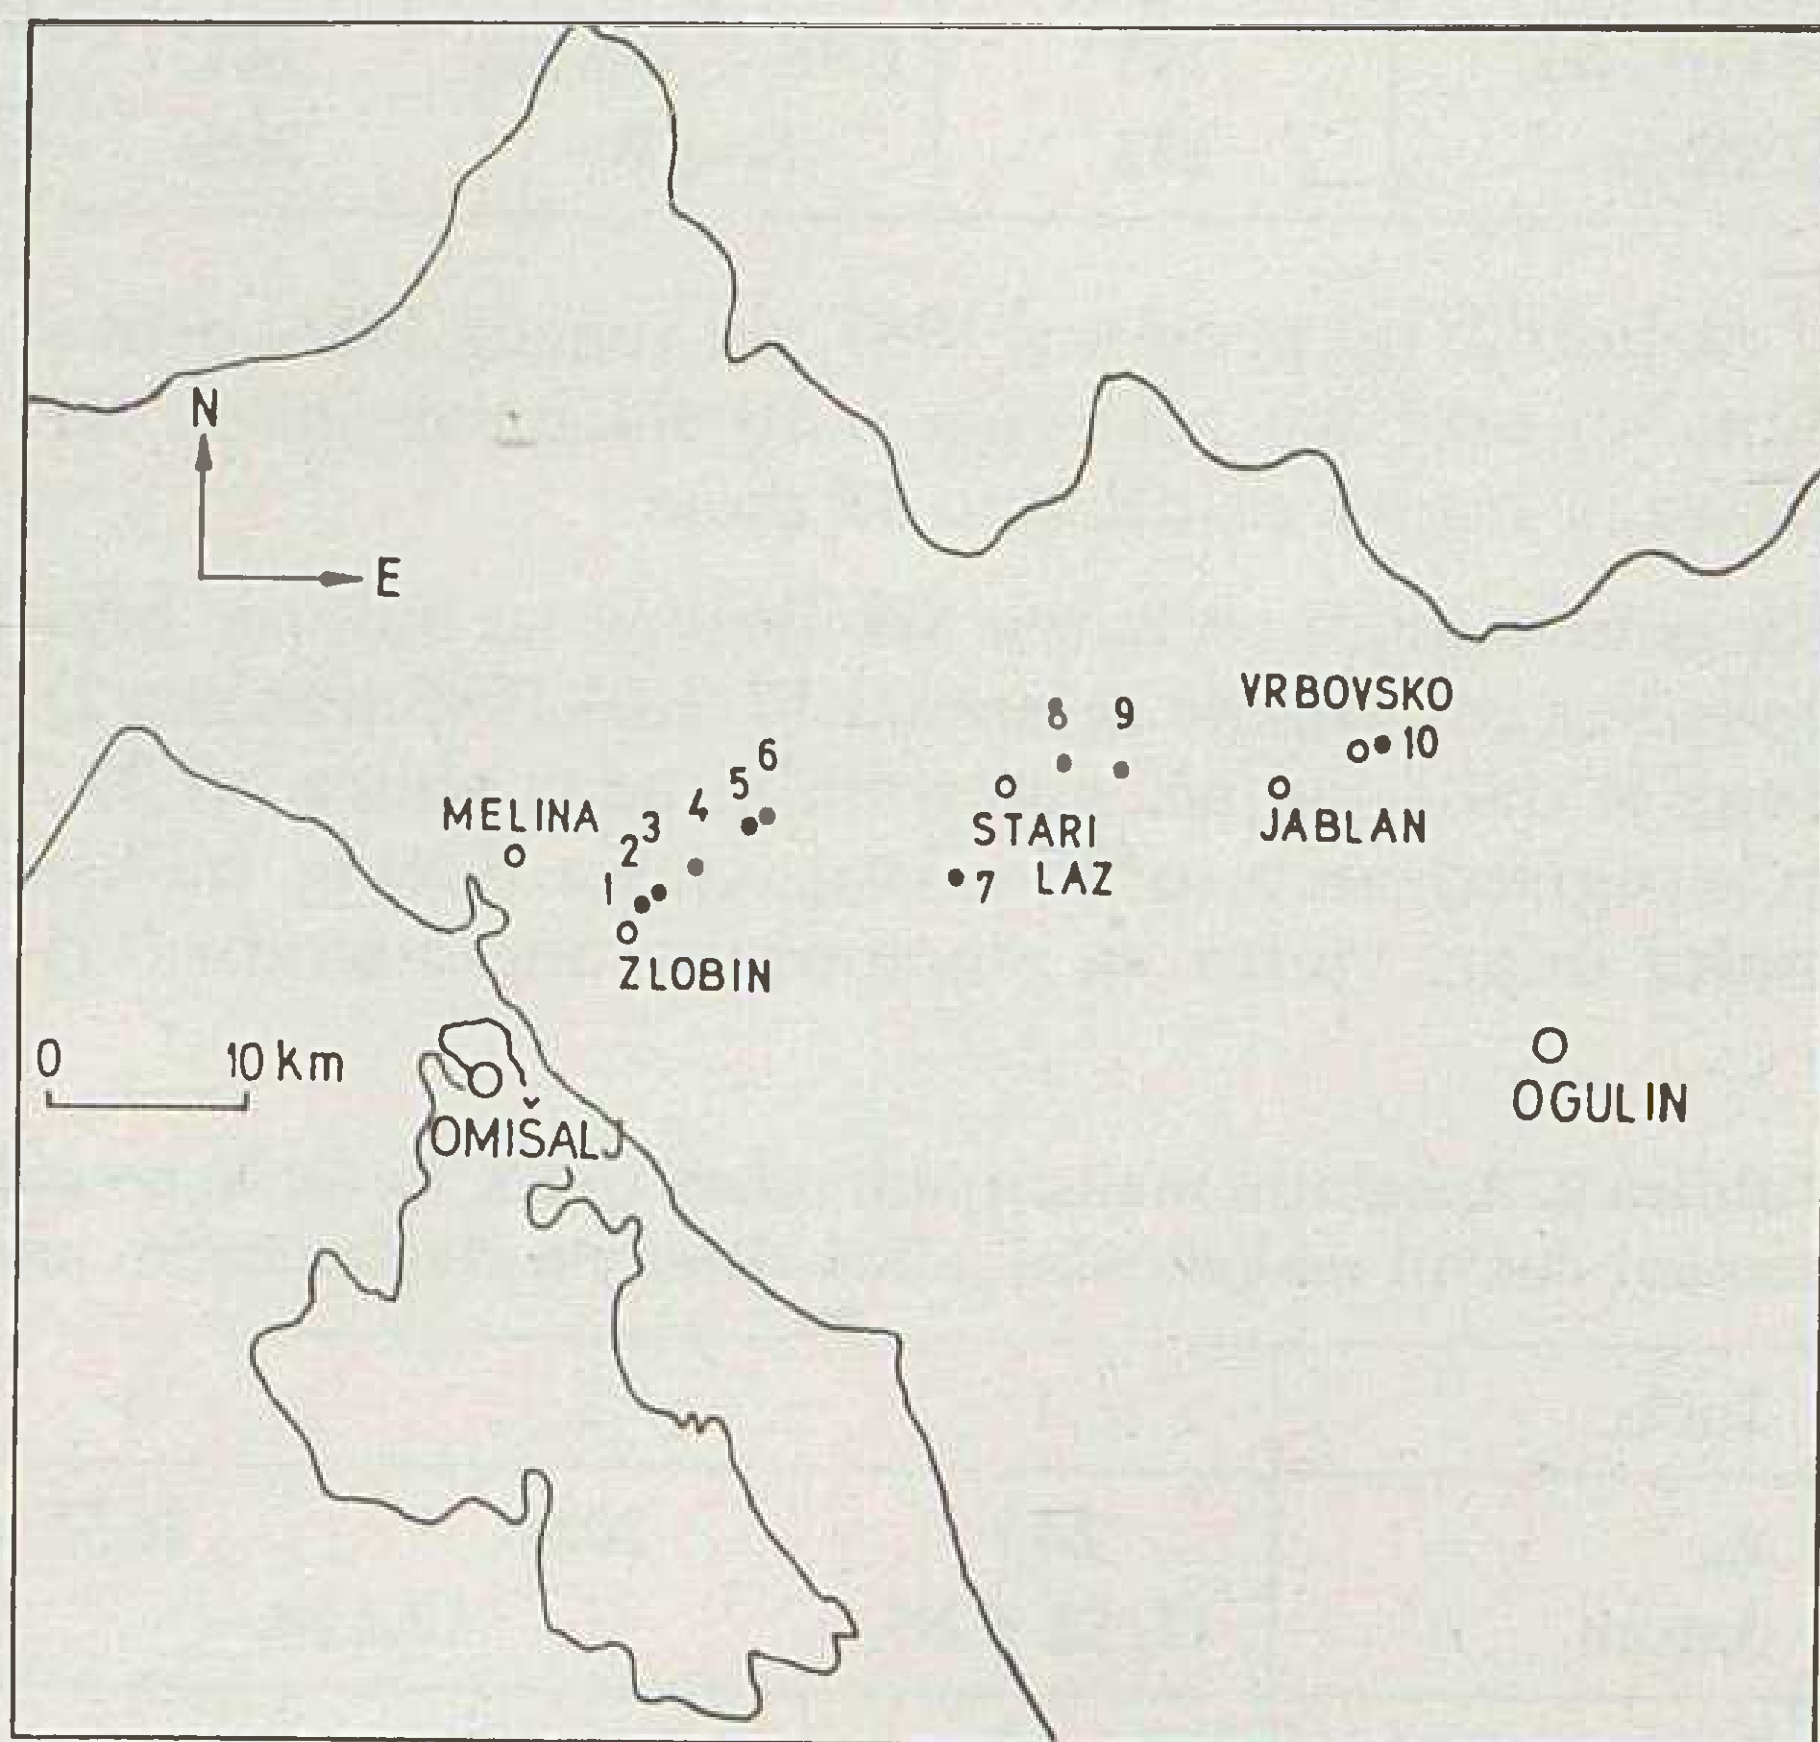 N
E
VRBOVSKO
8 9
10
6
5
MELINA
4
3
2
STARI
JABLAN
1
7 LAZ
ZLOBIN
0 10 km
OGULIN
OMIŠALJ